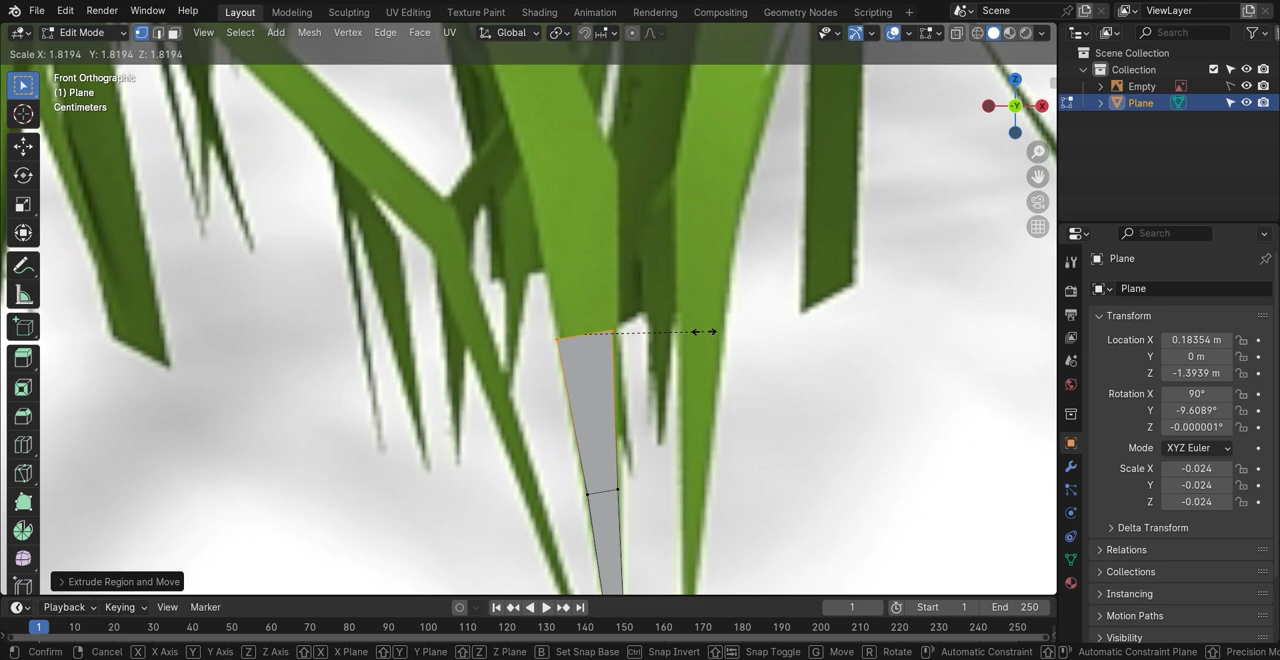 File Edit Render Window Help Layout Modeling Sculpting UV Editing Texture Paint Shading Animation Rendering Compositing Geometry Nodes Scripting + Scene ViewLayer
Edit Mode View Select Add Mesh Vertex Edge Face UV Global Search
Scale X: 1.8194 Y: 1.8194 Z: 1.8194
Scene Collection
Collection
Empty
Plane
Front Orthographic
(1) Plane
Centimeters
Z
-Y
X
Search
Plane
Plane
Transform
Location X 0.18354 m
Y 0 m
Z -1.3939 m
Rotation X 90°
Y -9.6089°
Z -0.000001°
Mode XYZ Euler
Scale X -0.024
Y -0.024
Z -0.024
Delta Transform
Relations
Collections
Instancing
Motion Paths
Visibility
Extrude Region and Move
Playback Keying View Marker 1 Start 1 End 250
1 10 20 30 40 50 60 70 80 90 100 110 120 130 140 150 160 170 180 190 200 210 220 230 240 250
Confirm Cancel X X Axis Y Y Axis Z Z Axis X X Plane Y Y Plane Z Z Plane B Set Snap Base Ctrl Snap Invert Snap Toggle G Move R Rotate Automatic Constraint Automatic Constraint Plane Precision Mo